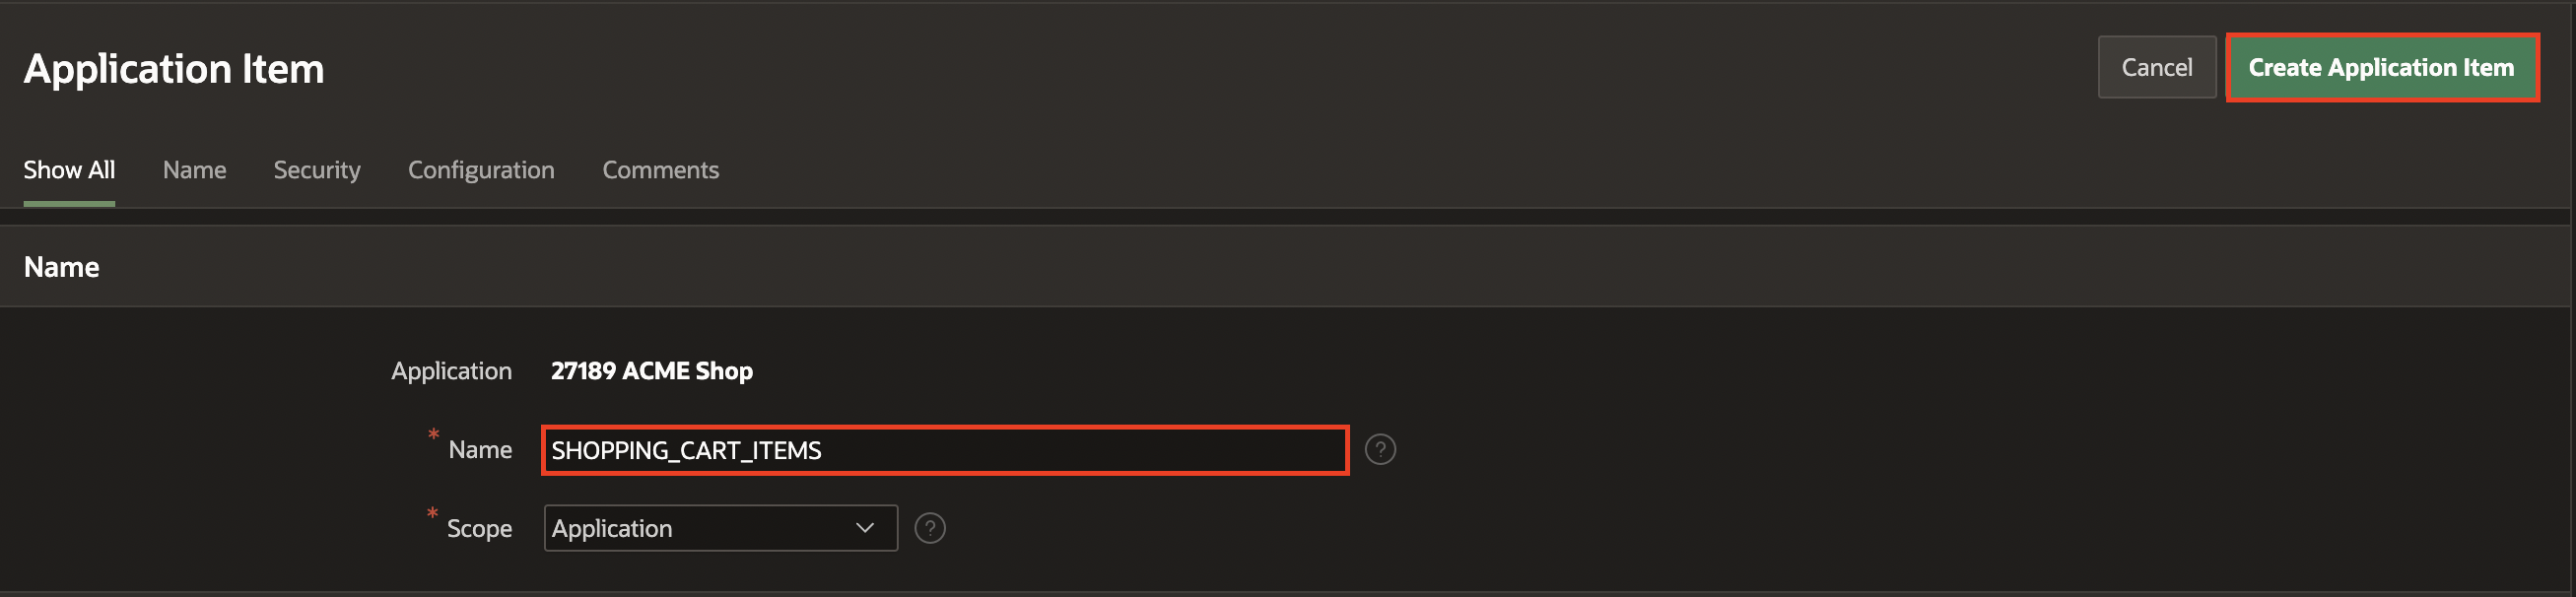 Application Item
Cancel
Create Application Item
Show All Name Security Configuration Comments
Name
Application 27189 ACME Shop
* Name SHOPPING_CART_ITEMS ?
* Scope Application ?